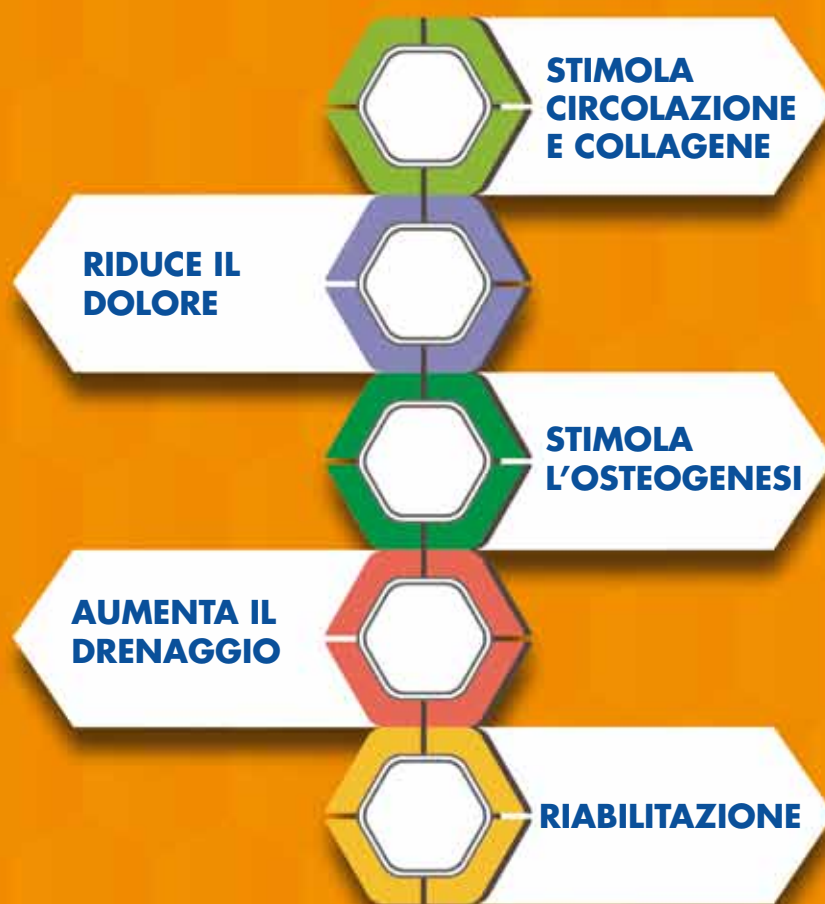 STIMOLA
CIRCOLAZIONE
E COLLAGENE
RIDUCE IL
DOLORE
STIMOLA
L’OSTEOGENESI
AUMENTA IL
DRENAGGIO
RIABILITAZIONE